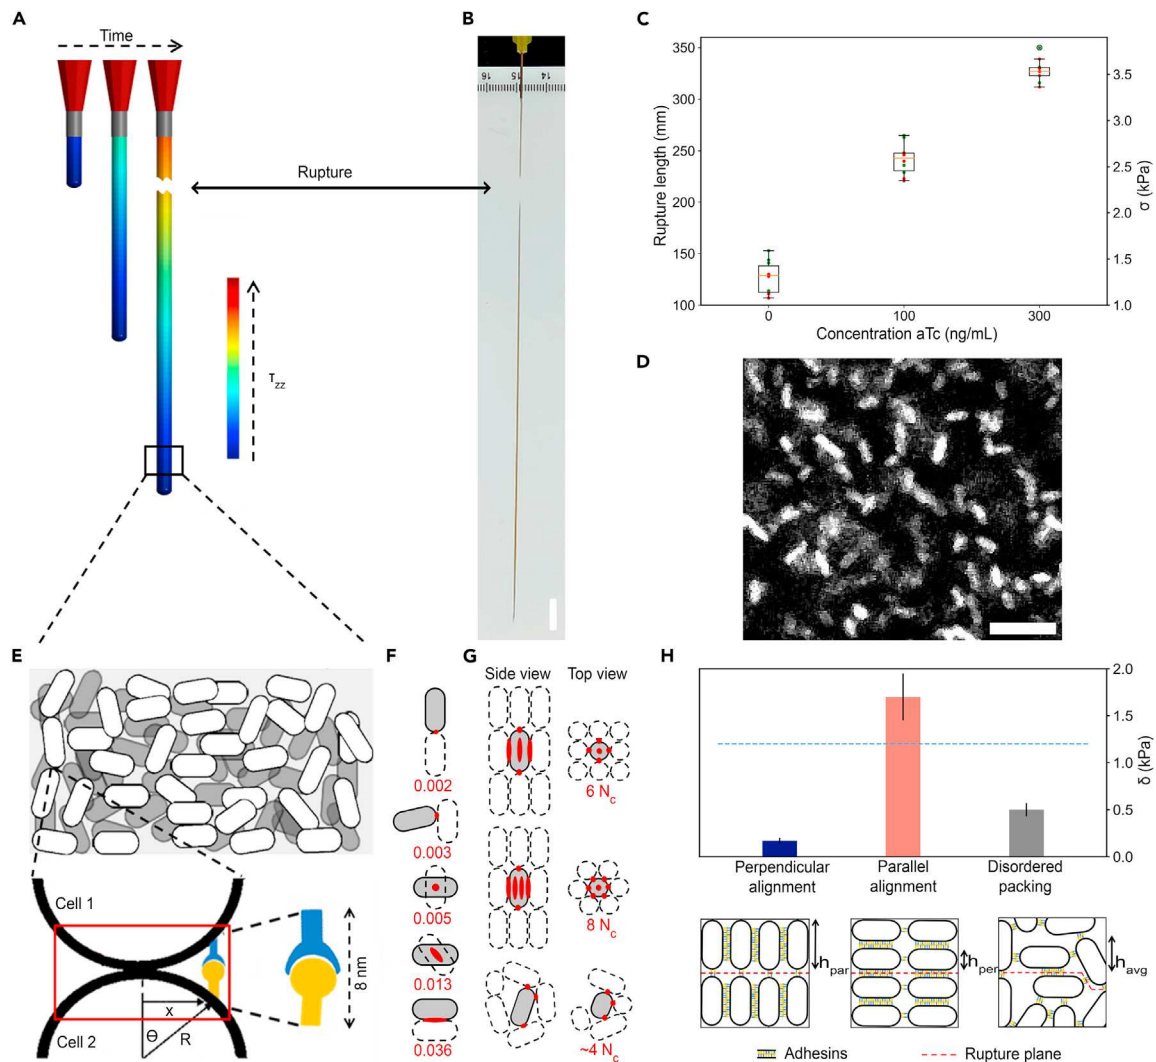 A
Time
B
16
15
14
Rupture
τzz
C
Rupture length (mm)
350
300
250
200
150
100
0
100
300
Concentration aTc (ng/mL)
σ (kPa)
3.5
3.0
2.5
2.0
1.5
1.0
D
E
Cell 1
Cell 2
x
Θ
R
8 nm
F
0.002
0.003
0.005
0.013
0.036
G
Side view
Top view
6 Nc
8 Nc
~4 Nc
H
2.0
1.5
1.0
0.5
0.0
δ (kPa)
Perpendicular alignment
Parallel alignment
Disordered packing
hpar
hper
havg
Adhesins
Rupture plane